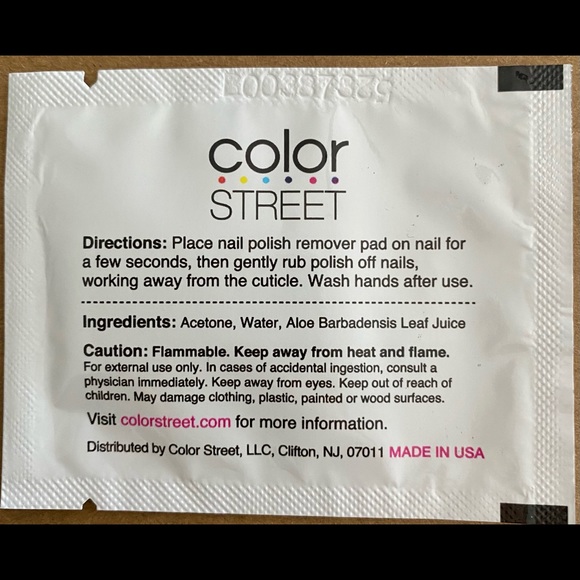 L00387325
color
STREET
Directions: Place nail polish remover pad on nail for
a few seconds, then gently rub polish off nails,
working away from the cuticle. Wash hands after use.
Ingredients: Acetone, Water, Aloe Barbadensis Leaf Juice
Caution: Flammable. Keep away from heat and flame.
For external use only. In cases of accidental ingestion, consult a
physician immediately. Keep away from eyes. Keep out of reach of
children. May damage clothing, plastic, painted or wood surfaces.
Visit colorstreet.com for more information.
Distributed by Color Street, LLC, Clifton, NJ, 07011 MADE IN USA